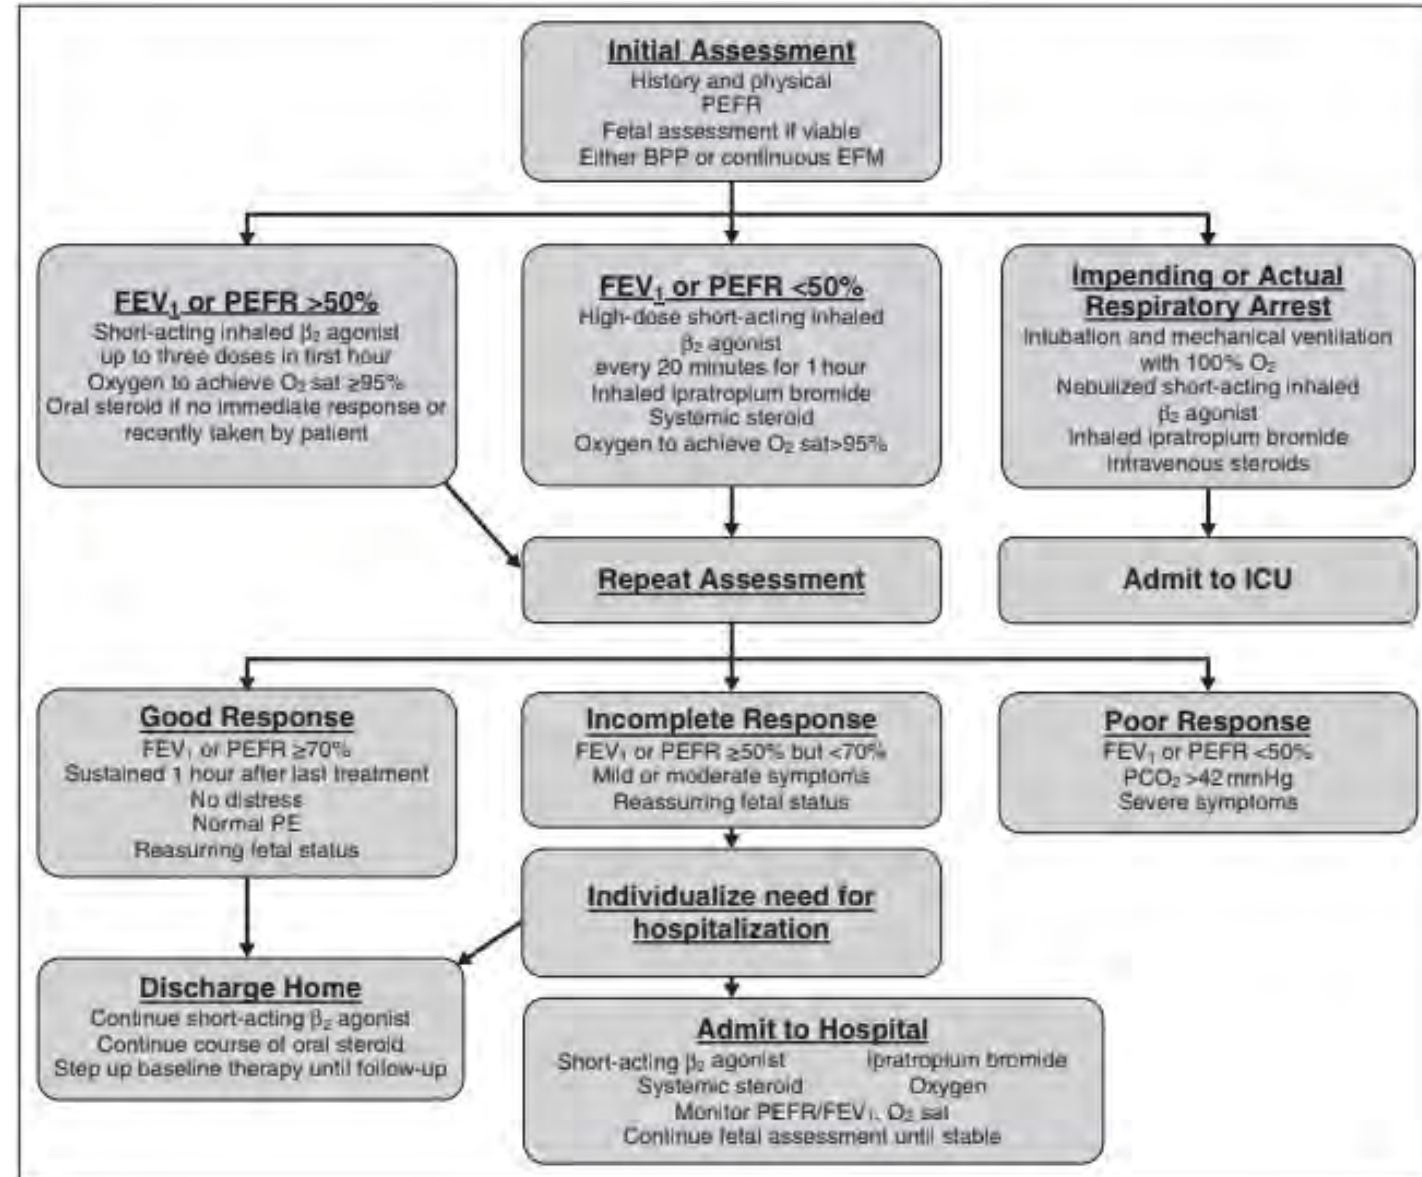 Initial Assessment
History and physical
PEFR
Fetal assessment if viable
Either BPP or continuous EFM
FEV₁ or PEFR >50%
Short-acting inhaled β₂ agonist
up to three doses in first hour
Oxygen to achieve O₂ sat ≥95%
Oral steroid if no immediate response or
recently taken by patient
FEV₁ or PEFR <50%
High-dose short-acting inhaled
β₂ agonist
every 20 minutes for 1 hour
Inhaled ipratropium bromide
Systemic steroid
Oxygen to achieve O₂ sat>95%
Impending or Actual
Respiratory Arrest
Intubation and mechanical ventilation
with 100% O₂
Nebulized short-acting inhaled
β₂ agonist
Inhaled ipratropium bromide
Intravenous steroids
Repeat Assessment
Admit to ICU
Good Response
FEV₁ or PEFR ≥70%
Sustained 1 hour after last treatment
No distress
Normal PE
Reasurring fetal status
Incomplete Response
FEV₁ or PEFR ≥50% but <70%
Mild or moderate symptoms
Reassurring fetal status
Poor Response
FEV₁ or PEFR <50%
PCO₂ >42 mmHg
Severe symptoms
Individualize need for
hospitalization
Discharge Home
Continue short-acting β₂ agonist
Continue course of oral steroid
Step up baseline therapy until follow-up
Admit to Hospital
Short-acting β₂ agonist Ipratropium bromide
Systemic steroid Oxygen
Monitor PEFR/FEV₁, O₂ sat
Continue fetal assessment until stable